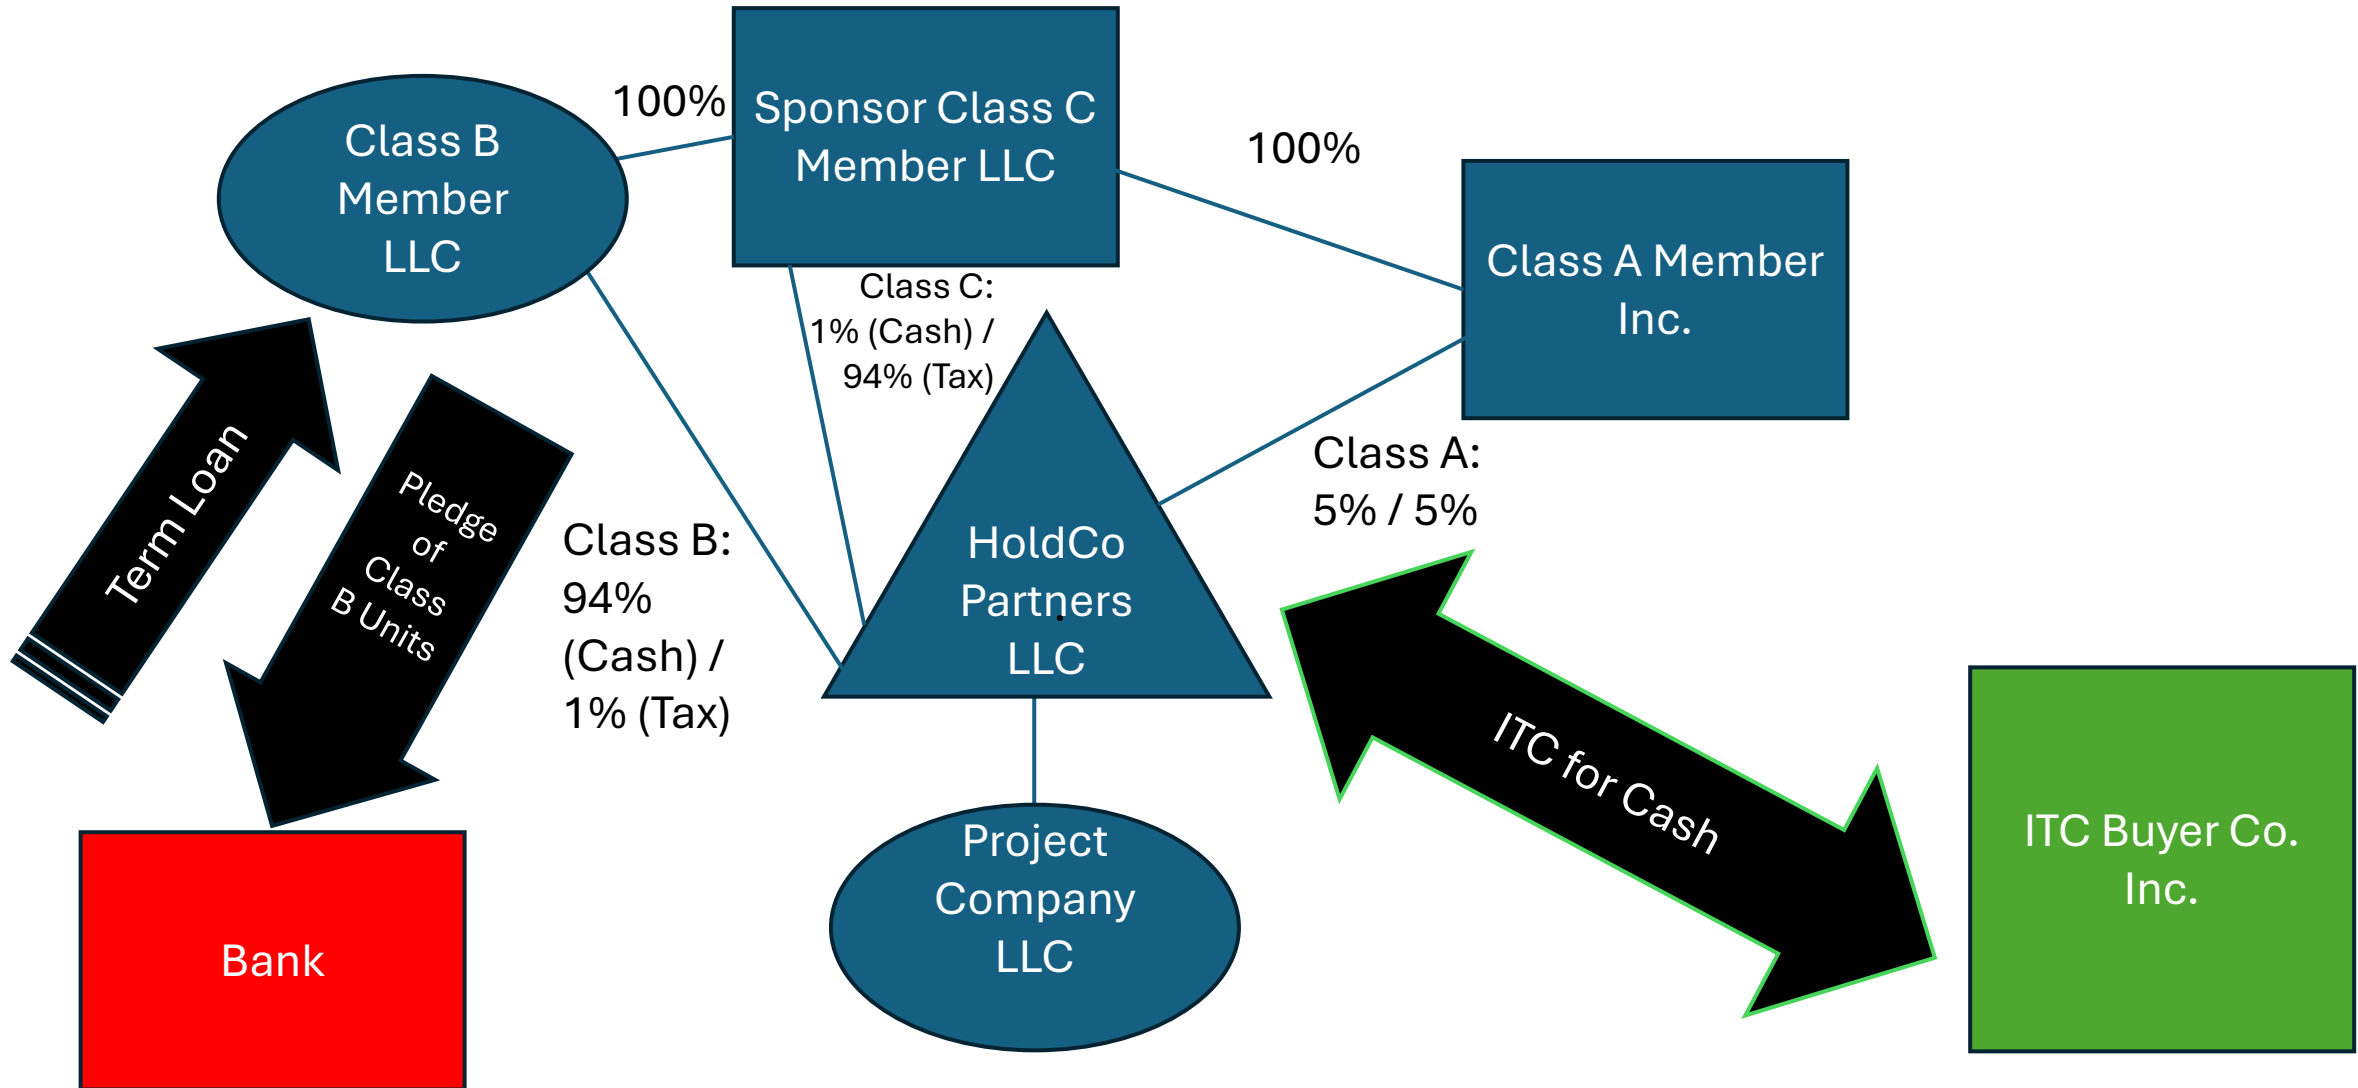 Class B
Member
LLC
100%
Sponsor Class C
Member LLC
100%
Class A Member
Inc.
Class C:
1% (Cash) /
94% (Tax)
Term Loan
Pledge
of
Class
B Units
Class B:
94%
(Cash) /
1% (Tax)
HoldCo
Partners
LLC
Class A:
5% / 5%
ITC for Cash
Project
Company
LLC
Bank
ITC Buyer Co.
Inc.